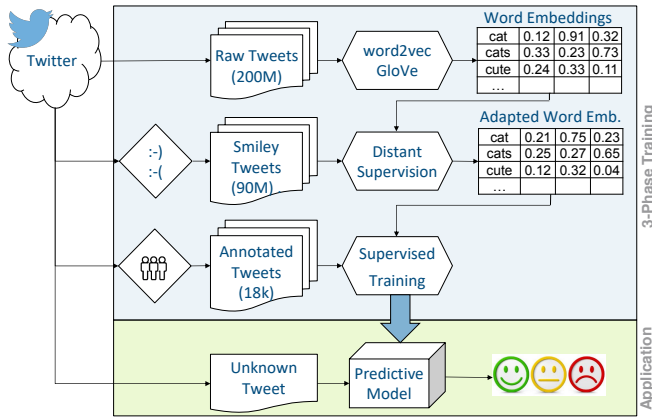 Twitter
Raw Tweets
(200M)
word2vec
GloVe
Word Embeddings
cat 0.12 0.91 0.32
cats 0.33 0.23 0.73
cute 0.24 0.33 0.11
...
:-)
:-(
Smiley
Tweets
(90M)
Distant
Supervision
Adapted Word Emb.
cat 0.21 0.75 0.23
cats 0.25 0.27 0.65
cute 0.12 0.32 0.04
...
Annotated
Tweets
(18k)
Supervised
Training
3-Phase Training
Unknown
Tweet
Predictive
Model
Application